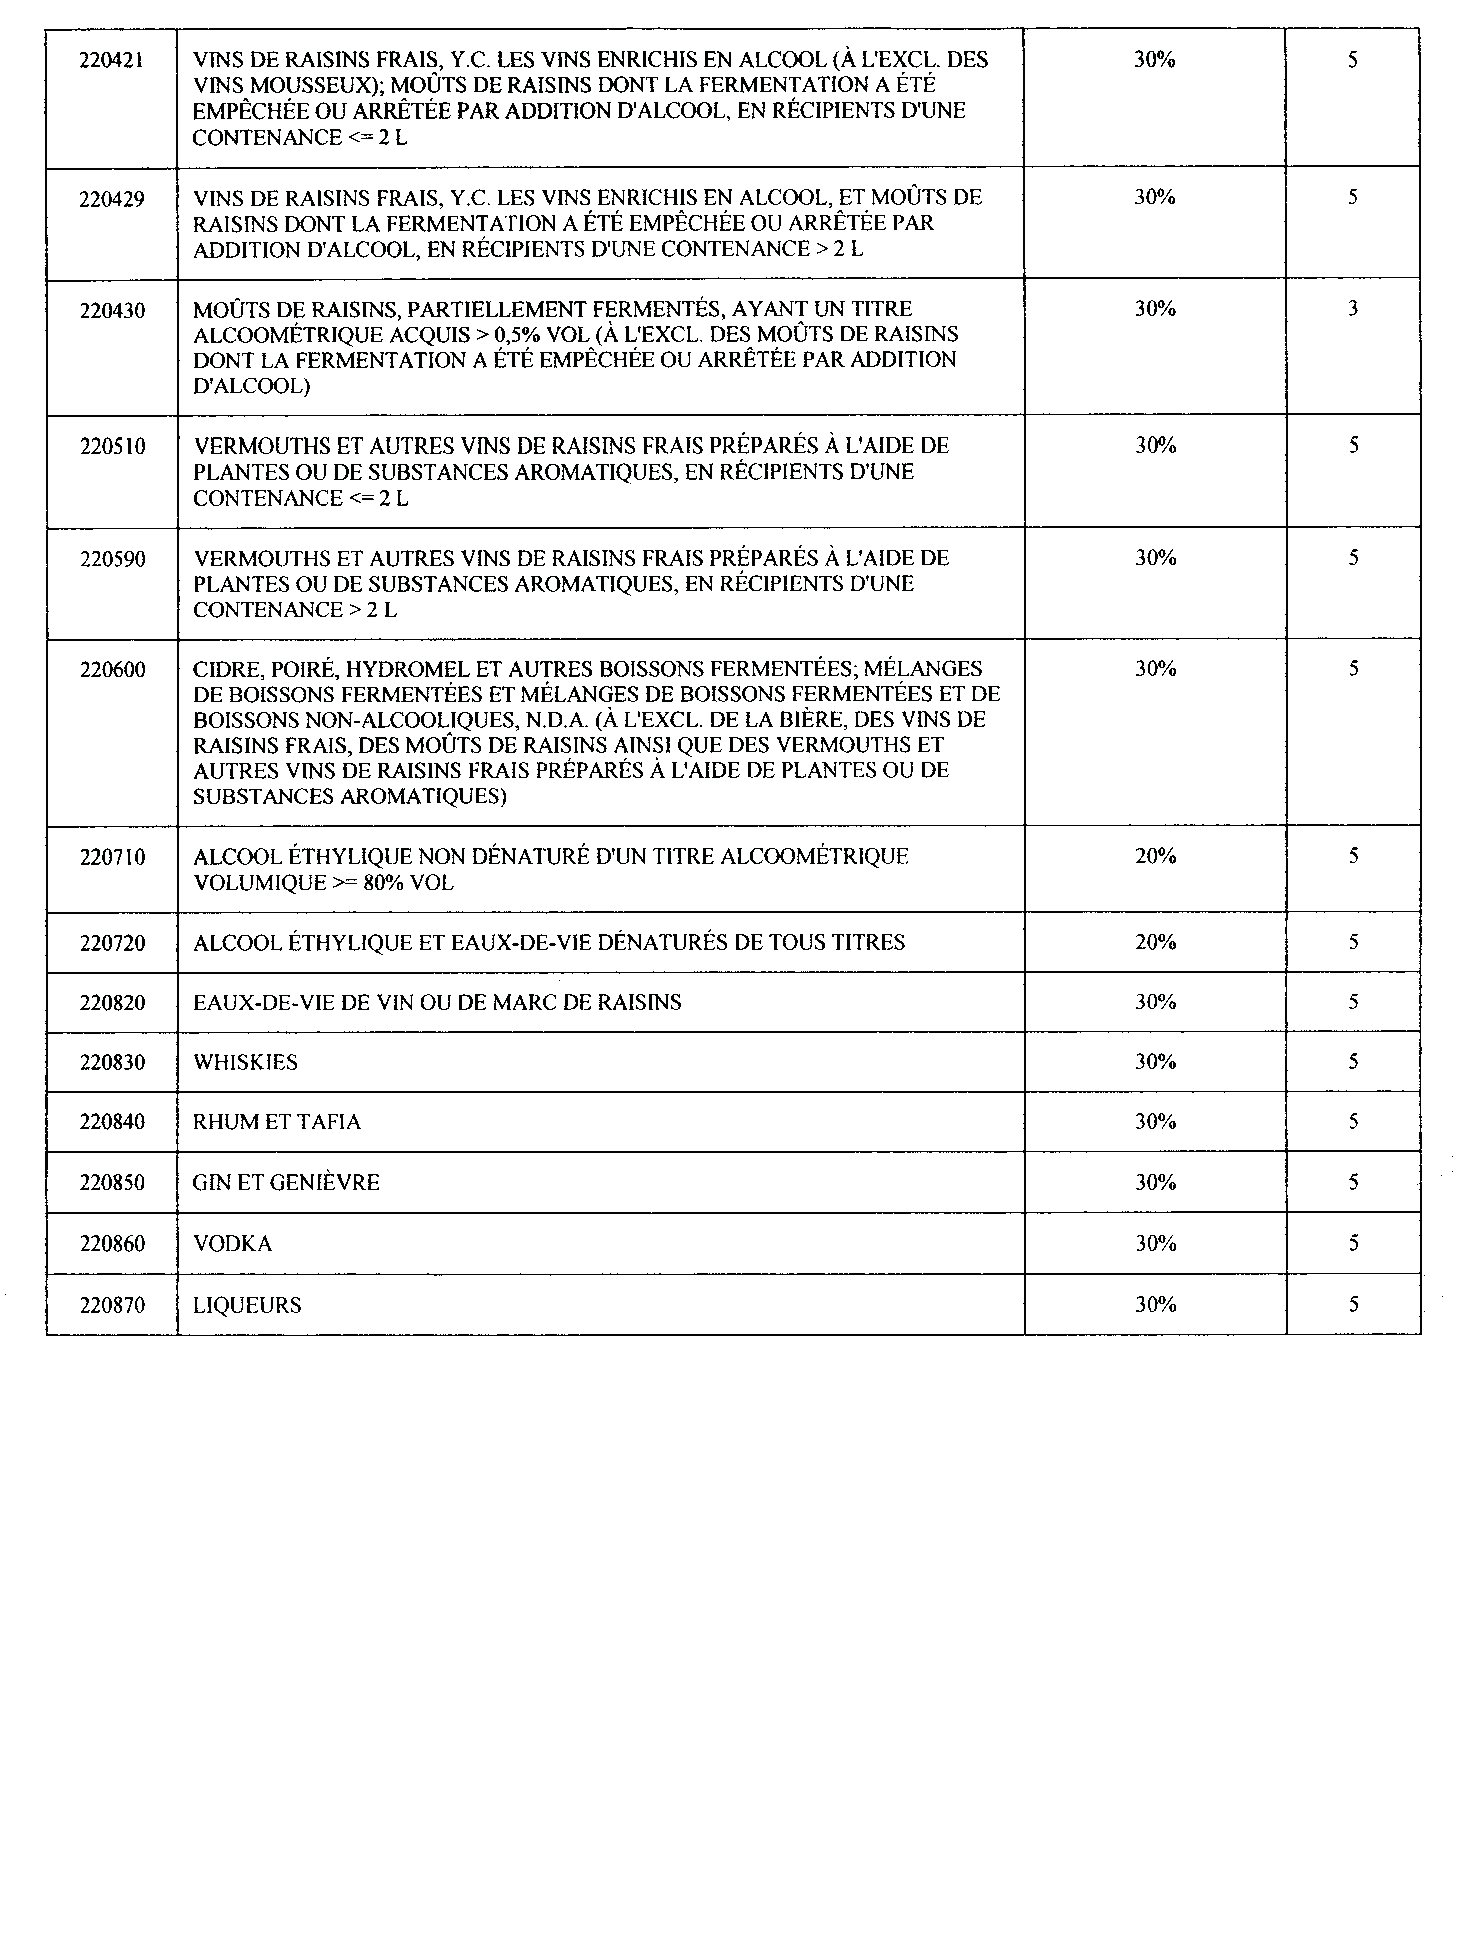 220421 VINS DE RAISINS FRAIS, Y.C. LES VINS ENRICHIS EN ALCOOL (À L'EXCL. DES 30% 5
VINS MOUSSEUX); MOÛTS DE RAISINS DONT LA FERMENTATION A ÉTÉ
EMPÊCHÉE OU ARRÊTÉE PAR ADDITION D'ALCOOL, EN RÉCIPIENTS D'UNE
CONTENANCE <= 2 L
220429 VINS DE RAISINS FRAIS, Y.C. LES VINS ENRICHIS EN ALCOOL, ET MOÛTS DE 30% 5
RAISINS DONT LA FERMENTATION A ÉTÉ EMPÊCHÉE OU ARRÊTÉE PAR
ADDITION D'ALCOOL, EN RÉCIPIENTS D'UNE CONTENANCE > 2 L
220430 MOÛTS DE RAISINS, PARTIELLEMENT FERMENTÉS, AYANT UN TITRE 30% 3
ALCOOMÉTRIQUE ACQUIS > 0,5% VOL (À L'EXCL. DES MOÛTS DE RAISINS
DONT LA FERMENTATION A ÉTÉ EMPÊCHÉE OU ARRÊTÉE PAR ADDITION
D'ALCOOL)
220510 VERMOUTHS ET AUTRES VINS DE RAISINS FRAIS PRÉPARÉS À L'AIDE DE 30% 5
PLANTES OU DE SUBSTANCES AROMATIQUES, EN RÉCIPIENTS D'UNE
CONTENANCE <= 2 L
220590 VERMOUTHS ET AUTRES VINS DE RAISINS FRAIS PRÉPARÉS À L'AIDE DE 30% 5
PLANTES OU DE SUBSTANCES AROMATIQUES, EN RÉCIPIENTS D'UNE
CONTENANCE > 2 L
220600 CIDRE, POIRÉ, HYDROMEL ET AUTRES BOISSONS FERMENTÉES; MÉLANGES 30% 5
DE BOISSONS FERMENTÉES ET MÉLANGES DE BOISSONS FERMENTÉES ET DE
BOISSONS NON-ALCOOLIQUES, N.D.A. (À L'EXCL. DE LA BIÈRE, DES VINS DE
RAISINS FRAIS, DES MOÛTS DE RAISINS AINSI QUE DES VERMOUTHS ET
AUTRES VINS DE RAISINS FRAIS PRÉPARÉS À L'AIDE DE PLANTES OU DE
SUBSTANCES AROMATIQUES)
220710 ALCOOL ÉTHYLIQUE NON DÉNATURÉ D'UN TITRE ALCOOMÉTRIQUE 20% 5
VOLUMIQUE >= 80% VOL
220720 ALCOOL ÉTHYLIQUE ET EAUX-DE-VIE DÉNATURÉS DE TOUS TITRES 20% 5
220820 EAUX-DE-VIE DE VIN OU DE MARC DE RAISINS 30% 5
220830 WHISKIES 30% 5
220840 RHUM ET TAFIA 30% 5
220850 GIN ET GENIÈVRE 30% 5
220860 VODKA 30% 5
220870 LIQUEURS 30% 5